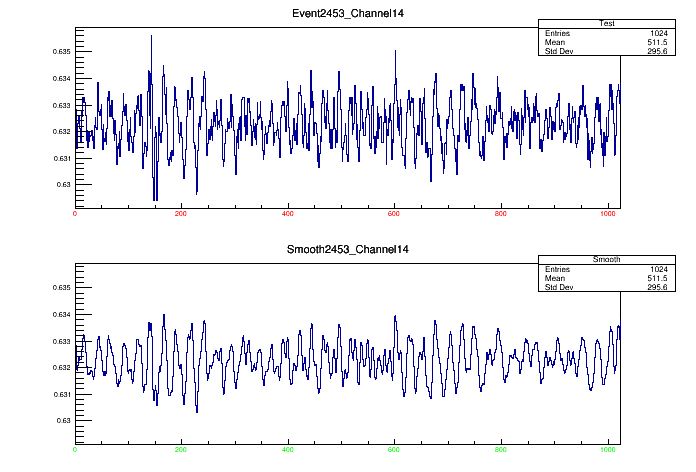 Event2453_Channel14
Test
Entries 1024
Mean 511.5
Std Dev 295.6
0.635
0.634
0.633
0.632
0.631
0.63
0 200 400 600 800 1000
Smooth2453_Channel14
Smooth
Entries 1024
Mean 511.5
Std Dev 295.6
0.635
0.634
0.633
0.632
0.631
0.63
0 200 400 600 800 1000